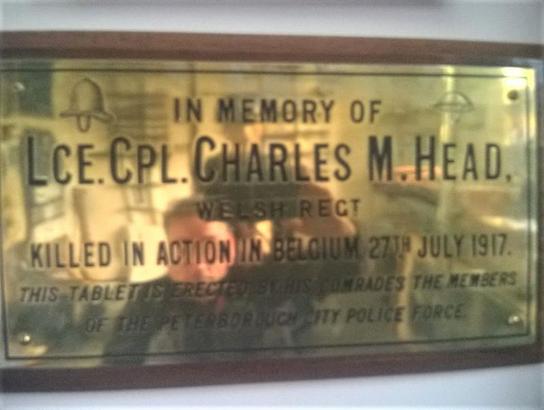 IN MEMORY OF
LCE. CPL. CHARLES M. HEAD.
WELSH REGT
KILLED IN ACTION IN BELGIUM 27TH JULY 1917.
THIS TABLET IS ERECTED BY HIS COMRADES THE MEMBERS
OF THE PETERBOROUGH CITY POLICE FORCE.